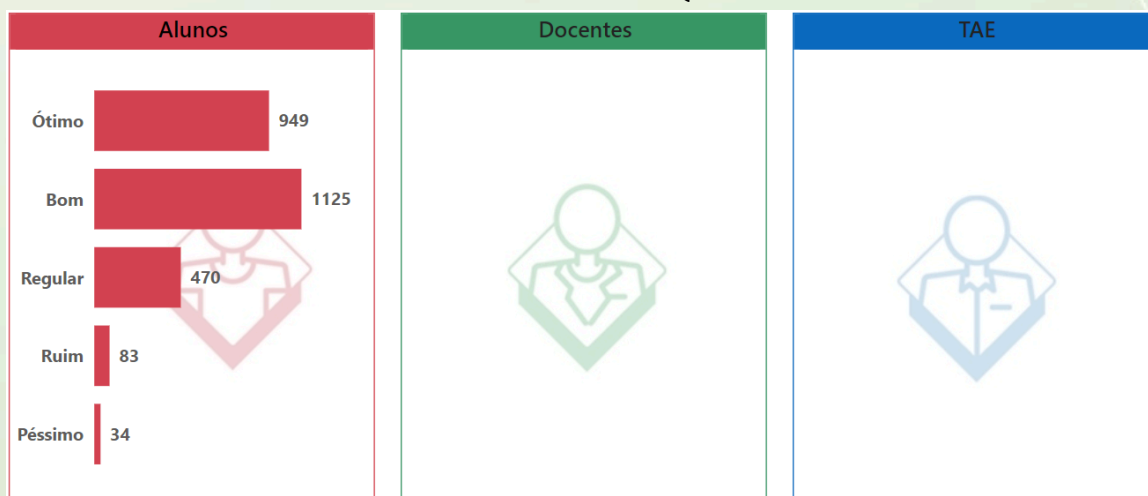 Alunos
Docentes
TAE
Ótimo 949
Bom 1125
Regular 470
Ruim 83
Péssimo 34